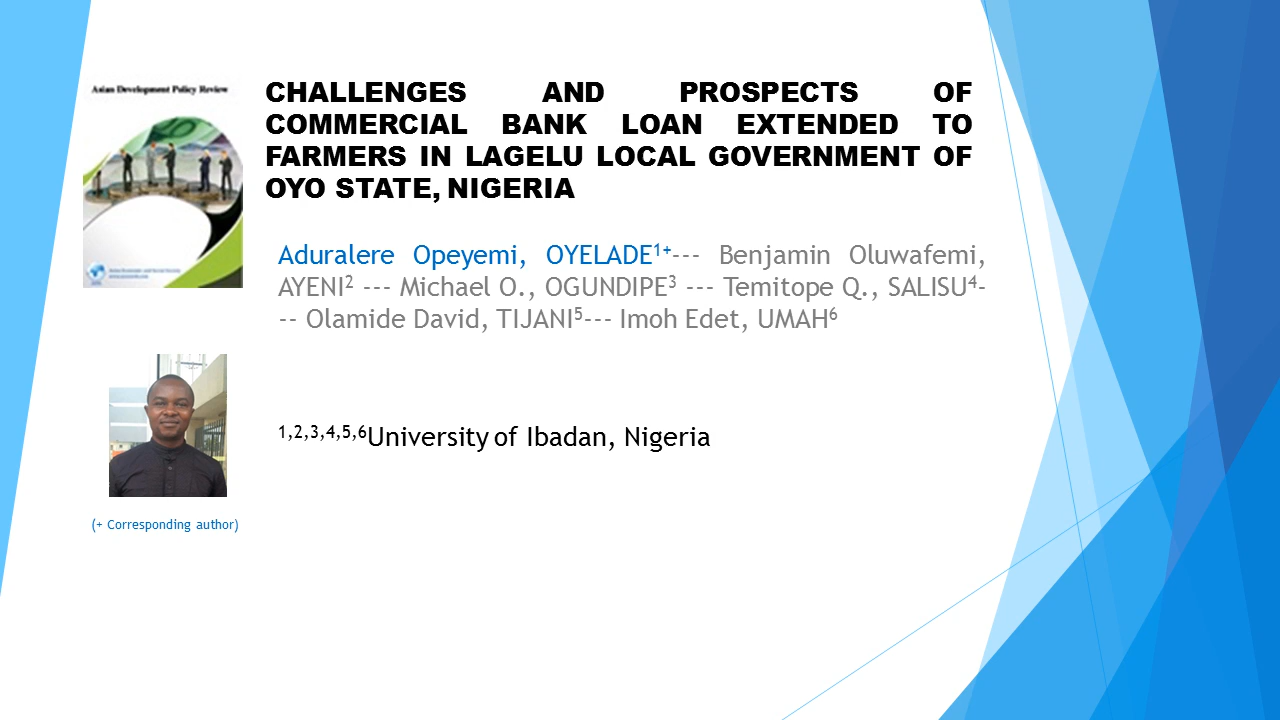 Asian Development Policy Review
CHALLENGES AND PROSPECTS OF
COMMERCIAL BANK LOAN EXTENDED TO
FARMERS IN LAGELU LOCAL GOVERNMENT OF
OYO STATE, NIGERIA
Aduralere Opeyemi, OYELADE¹⁺--- Benjamin Oluwafemi,
AYENI² --- Michael O., OGUNDIPE³ --- Temitope Q., SALISU⁴-
-- Olamide David, TIJANI⁵--- Imoh Edet, UMAH⁶
¹,²,³,⁴,⁵,⁶University of Ibadan, Nigeria
(+ Corresponding author)